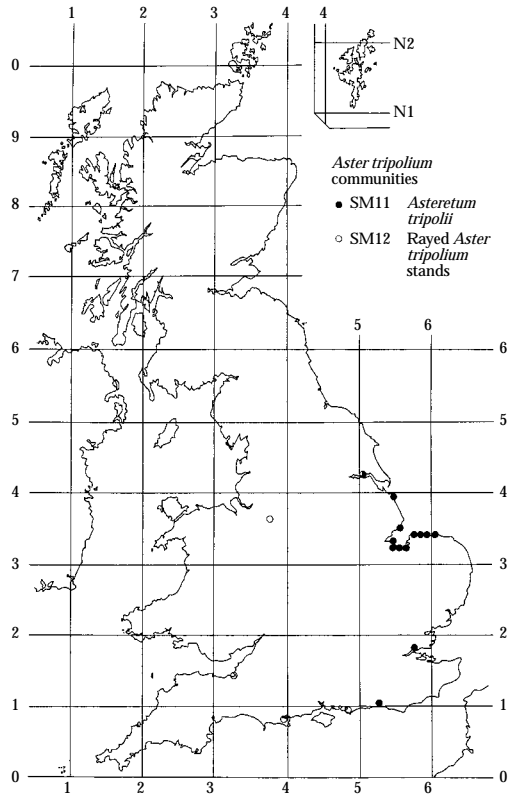 1 2 3 4 4
N2
0
N1
9
Aster tripolium
communities
8
SM11 Asteretum
tripolii
SM12 Rayed Aster
tripolium
stands
7
5 6
6 6
5 5
4 4
3 3
2 2
1 1
0 0
1 2 3 4 5 6